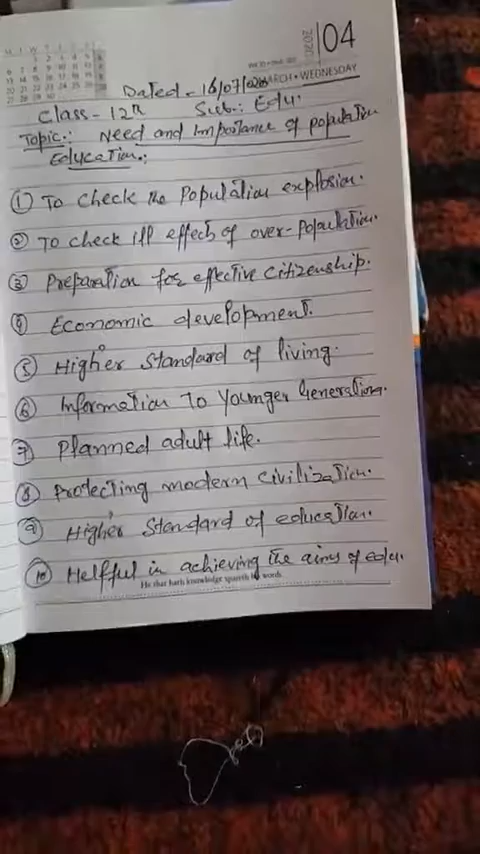 2020 04
MARCH • WEDNESDAY
Dated - 16/07/2020
Class - 12th Sub: Edu.
Topic: Need and Importance of population
Education:
① To check the Population explosion.
② To check ill effects of over-Population.
③ Preparation for effective citizenship.
④ Economic development.
⑤ Higher Standard of living.
⑥ Information To Younger Generation.
⑦ Planned adult life.
⑧ Protecting modern Civilization.
⑨ Higher Standard of education.
⑩ Helpful in achieving the aims of edu.
He that hath knowledge spareth his words